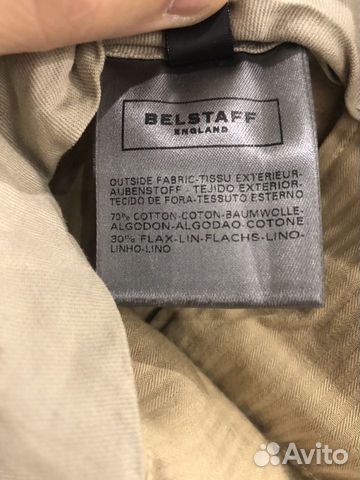 BELSTAFF
ENGLAND
OUTSIDE FABRIC-TISSU EXTERIEUR-
AUBENSTOFF - TEJIDO EXTERIOR-
TECIDO DE FORA-TESSUTO ESTERNO
70% COTTON-COTON-BAUMWOLLE-
ALGODON-ALGODAO-COTONE
30% FLAX-LIN-FLACHS-LINO-
LINHO-LINO
Avito